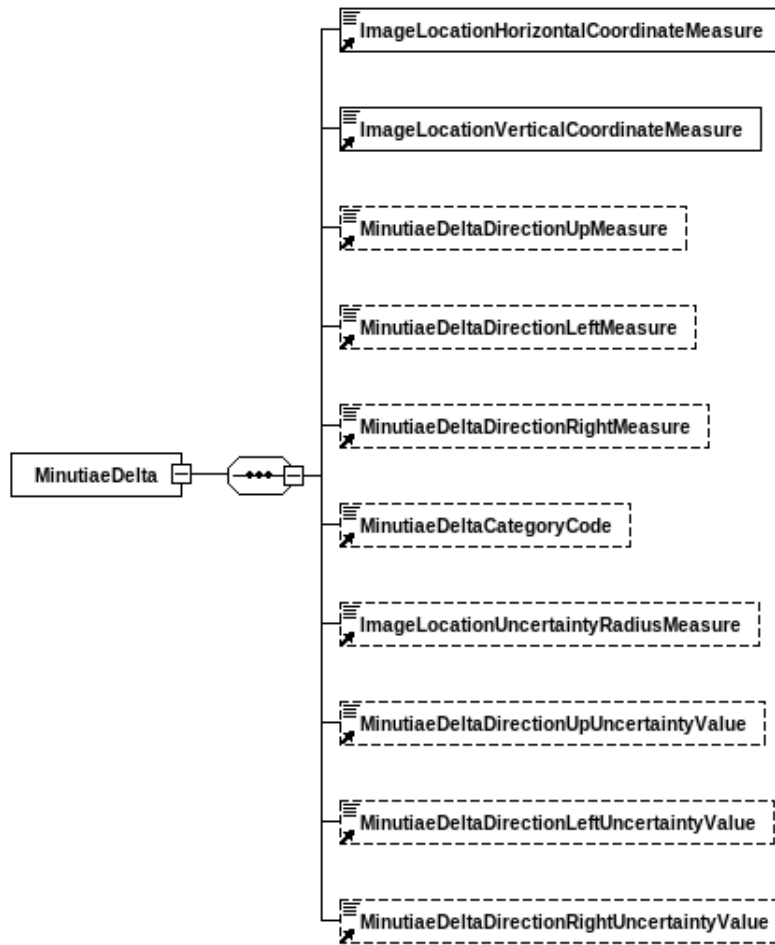 ImageLocationHorizontalCoordinateMeasure
ImageLocationVerticalCoordinateMeasure
MinutiaeDeltaDirectionUpMeasure
MinutiaeDeltaDirectionLeftMeasure
MinutiaeDeltaDirectionRightMeasure
MinutiaeDelta
MinutiaeDeltaCategoryCode
ImageLocationUncertaintyRadiusMeasure
MinutiaeDeltaDirectionUpUncertaintyValue
MinutiaeDeltaDirectionLeftUncertaintyValue
MinutiaeDeltaDirectionRightUncertaintyValue